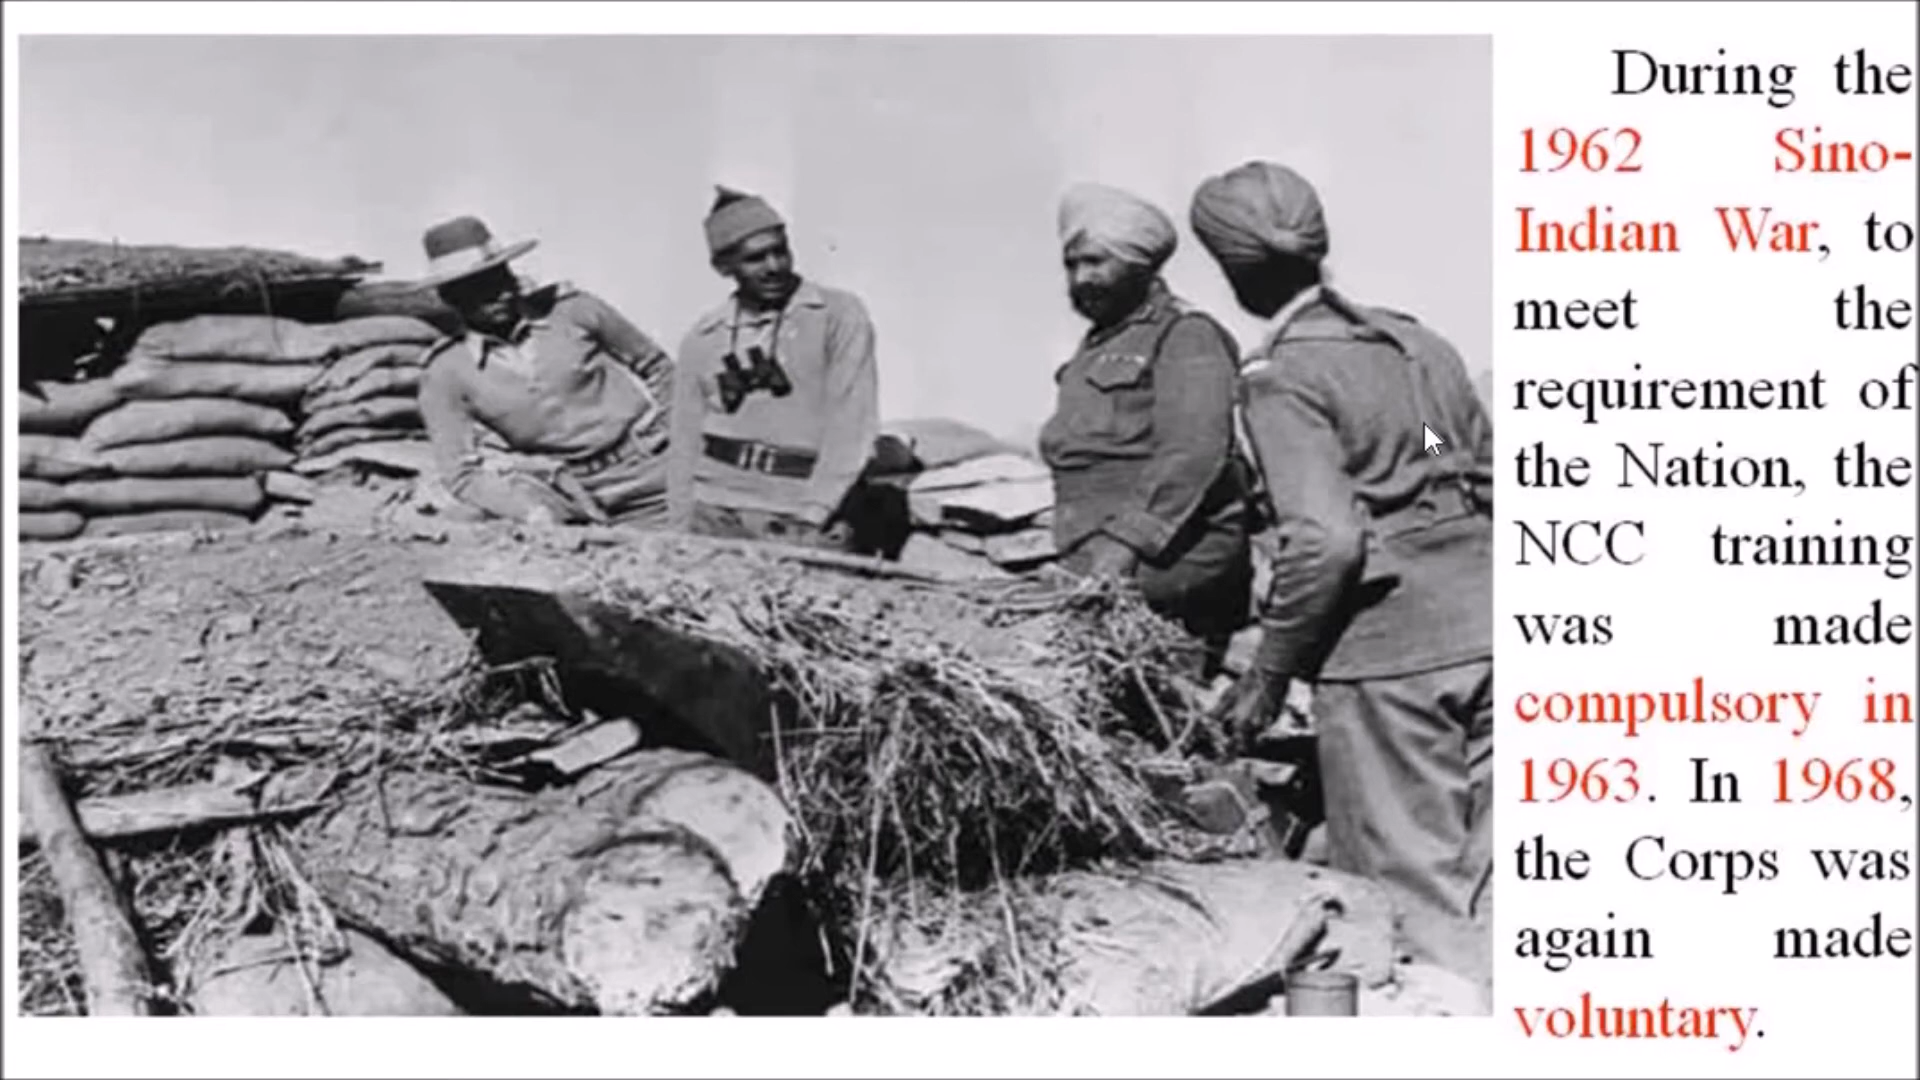 During the
1962 Sino-
Indian War, to
meet the
requirement of
the Nation, the
NCC training
was made
compulsory in
1963. In 1968,
the Corps was
again made
voluntary.